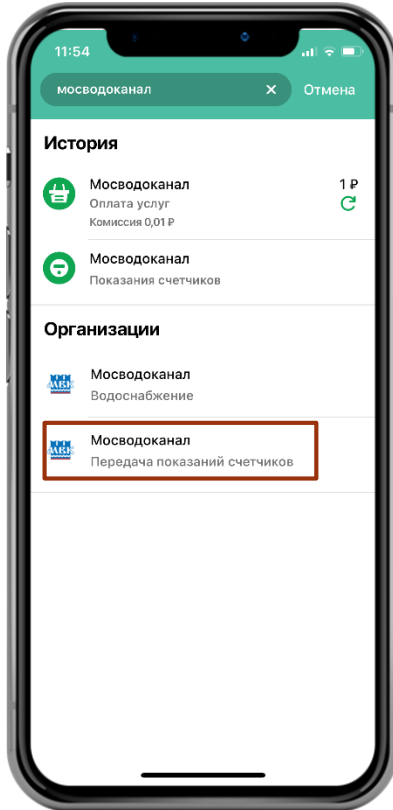 11:54
мосводоканал
Отмена
История
Мосводоканал
1 ₽
Оплата услуг
Комиссия 0,01 ₽
Мосводоканал
Показания счетчиков
Организации
Мосводоканал
Водоснабжение
Мосводоканал
Передача показаний счетчиков